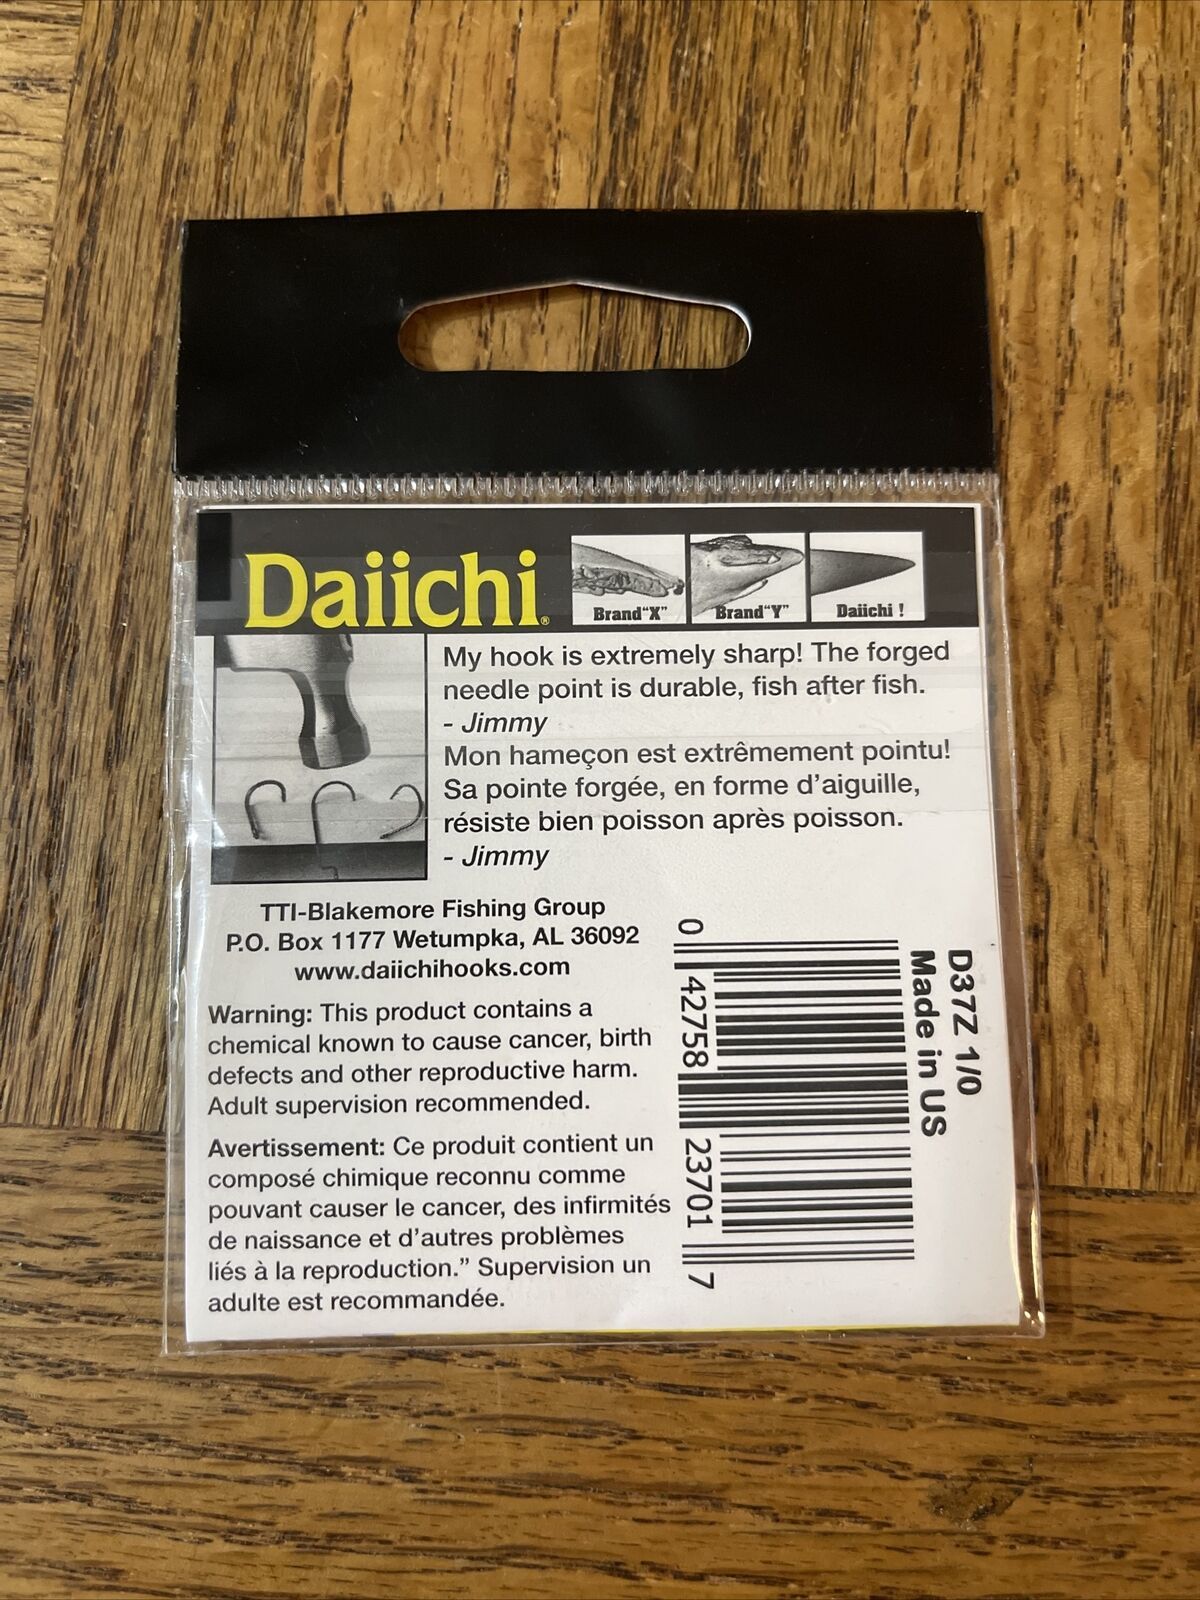 Daiichi®
Brand"X"
Brand"Y"
Daiichi !
My hook is extremely sharp! The forged
needle point is durable, fish after fish.
- Jimmy
Mon hameçon est extrêmement pointu!
Sa pointe forgée, en forme d'aiguille,
résiste bien poisson après poisson.
- Jimmy
TTI-Blakemore Fishing Group
P.O. Box 1177 Wetumpka, AL 36092
www.daiichihooks.com
Warning: This product contains a
chemical known to cause cancer, birth
defects and other reproductive harm.
Adult supervision recommended.
Avertissement: Ce produit contient un
composé chimique reconnu comme
pouvant causer le cancer, des infirmités
de naissance et d'autres problèmes
liés à la reproduction.” Supervision un
adulte est recommandée.
D37Z 1/0
Made in US
0 42758 23701 7